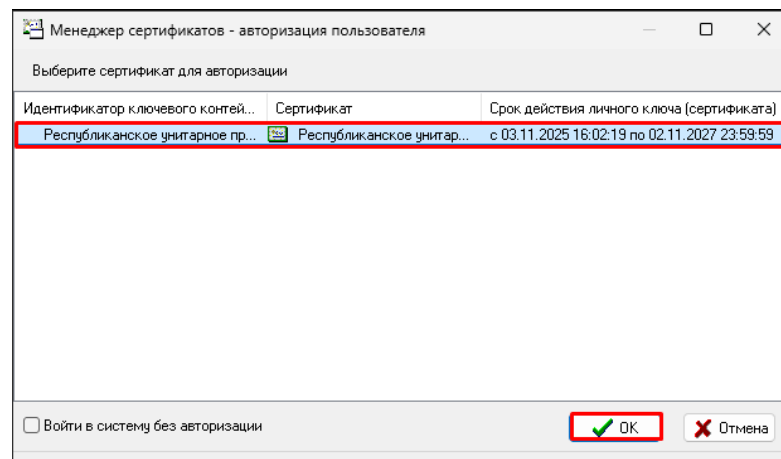 Менеджер сертификатов - авторизация пользователя
Выберите сертификат для авторизации
Идентификатор ключевого контей... Сертификат Срок действия личного ключа (сертификата)
Республиканское унитарное пр... Республиканское унитар... с 03.11.2025 16:02:19 по 02.11.2027 23:59:59
Войти в систему без авторизации OK Отмена